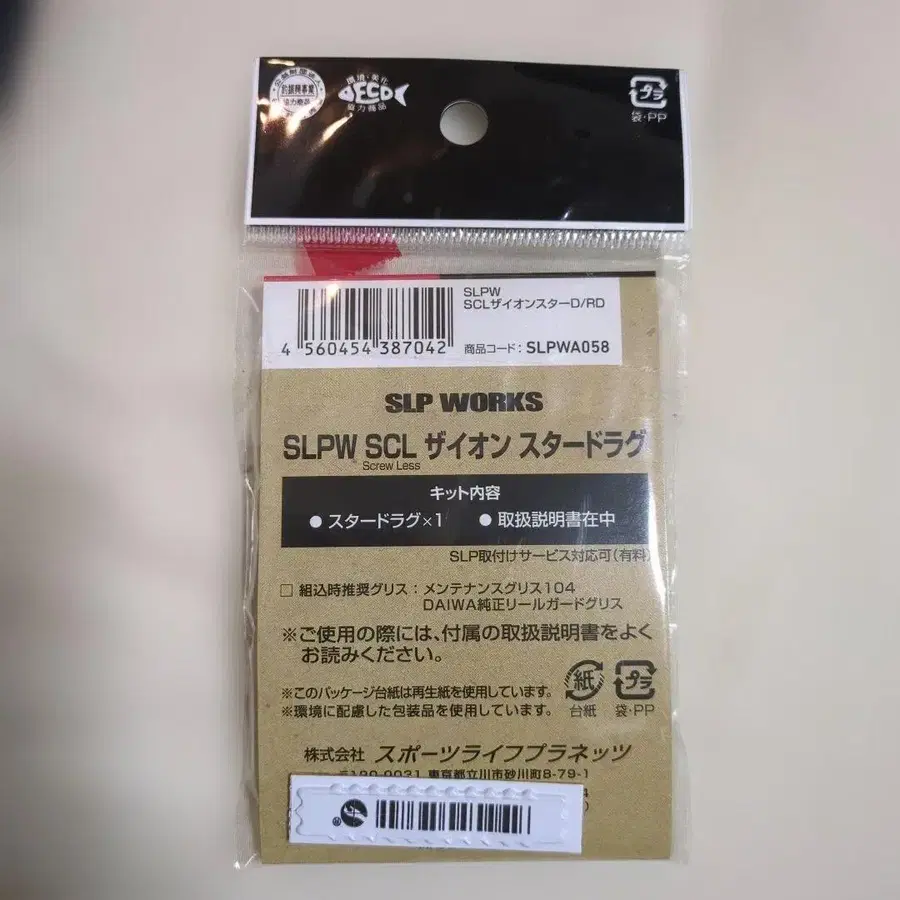 環境・美化
ECO
協力商品
プラ
袋・PP
SLPW
SCLザイオンスターD/RD
4 560454 387042
商品コード：SLPWA058
SLP WORKS
SLPW SCL ザイオン スタードラグ
Screw Less
キット内容
● スタードラグ×1 ● 取扱説明書在中
SLP取付けサービス対応可（有料）
□ 組込時推奨グリス：メンテナンスグリス104
DAIWA純正リールガードグリス
※ご使用の際には、付属の取扱説明書をよく
お読みください。
紙
プラ
台紙
袋・PP
※このパッケージ台紙は再生紙を使用しています。
※環境に配慮した包装品を使用しています。
株式会社 スポーツライフプラネッツ
東京都立川市砂川町8-79-1